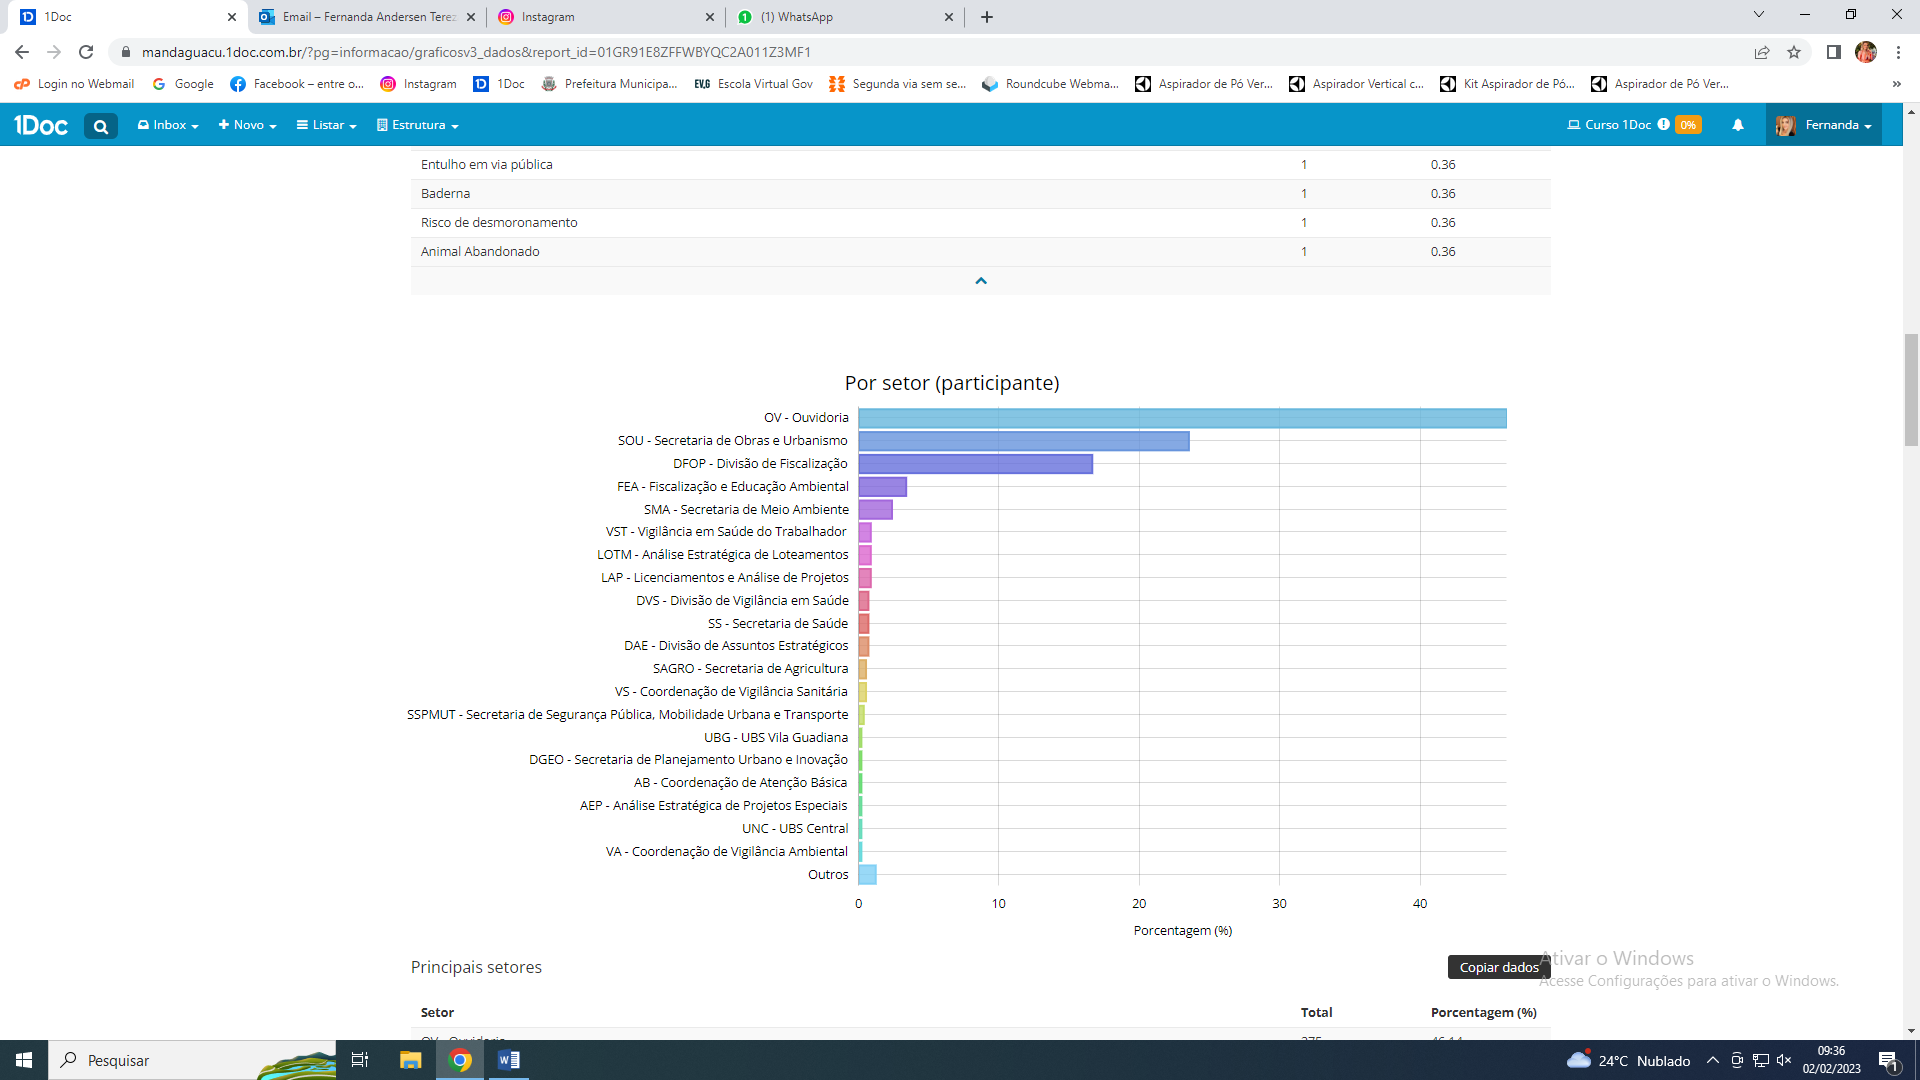 1Doc
Email – Fernanda Andersen Terez
Instagram
(1) WhatsApp
mandaguacu.1doc.com.br/?pg=informacao/graficosv3_dados&report_id=01GR91E8ZFFWBYQC2A011Z3MF1
Login no Webmail Google Facebook – entre o... Instagram 1Doc Prefeitura Municipa... EV.G Escola Virtual Gov Segunda via sem se... Roundcube Webma... Aspirador de Pó Ver... Aspirador Vertical c... Kit Aspirador de Pó... Aspirador de Pó Ver... »
1Doc Inbox Novo Listar Estrutura Curso 1Doc 0% Fernanda
Entulho em via pública 1 0.36
Baderna 1 0.36
Risco de desmoronamento 1 0.36
Animal Abandonado 1 0.36
Por setor (participante)
OV - Ouvidoria
SOU - Secretaria de Obras e Urbanismo
DFOP - Divisão de Fiscalização
FEA - Fiscalização e Educação Ambiental
SMA - Secretaria de Meio Ambiente
VST - Vigilância em Saúde do Trabalhador
LOTM - Análise Estratégica de Loteamentos
LAP - Licenciamentos e Análise de Projetos
DVS - Divisão de Vigilância em Saúde
SS - Secretaria de Saúde
DAE - Divisão de Assuntos Estratégicos
SAGRO - Secretaria de Agricultura
VS - Coordenação de Vigilância Sanitária
SSPMUT - Secretaria de Segurança Pública, Mobilidade Urbana e Transporte
UBG - UBS Vila Guadiana
DGEO - Secretaria de Planejamento Urbano e Inovação
AB - Coordenação de Atenção Básica
AEP - Análise Estratégica de Projetos Especiais
UNC - UBS Central
VA - Coordenação de Vigilância Ambiental
Outros
0 10 20 30 40
Porcentagem (%)
Principais setores Copiar dados
Ativar o Windows
Acesse Configurações para ativar o Windows.
Setor Total Porcentagem (%)
OV - Ouvidoria 275 46.14
Pesquisar 24°C Nublado 09:36
02/02/2023 1